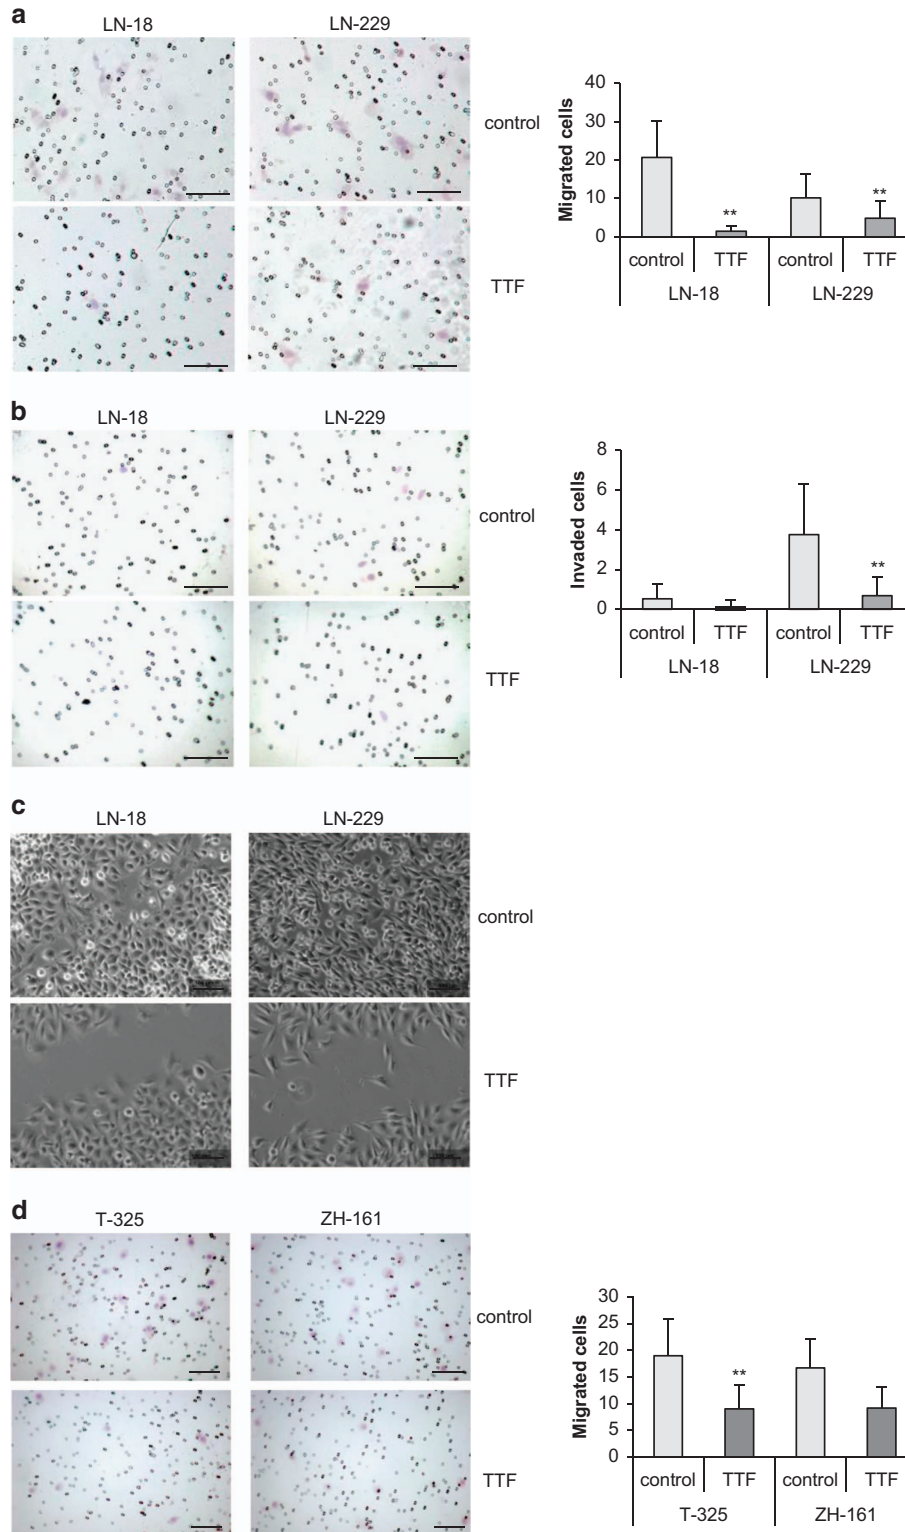 a
LN-18
LN-229
control
TTF
Migrated cells
40
30
20
10
0
**
**
control
TTF
control
TTF
LN-18
LN-229
b
LN-18
LN-229
control
TTF
Invaded cells
8
6
4
2
0
**
control
TTF
control
TTF
LN-18
LN-229
c
LN-18
LN-229
control
TTF
d
T-325
ZH-161
control
TTF
Migrated cells
30
25
20
15
10
5
0
**
control
TTF
control
TTF
T-325
ZH-161